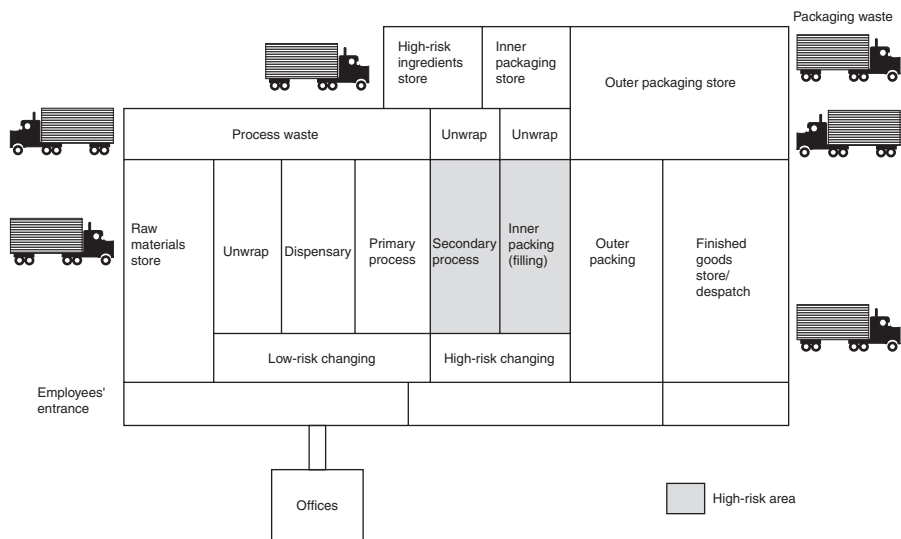 Packaging waste
High-risk
ingredients
store
Inner
packaging
store
Outer packaging store
Process waste
Unwrap
Unwrap
Raw
materials
store
Unwrap
Dispensary
Primary
process
Secondary
process
Inner
packing
(filling)
Outer
packing
Finished
goods
store/
despatch
Low-risk changing
High-risk changing
Employees'
entrance
Offices
High-risk area